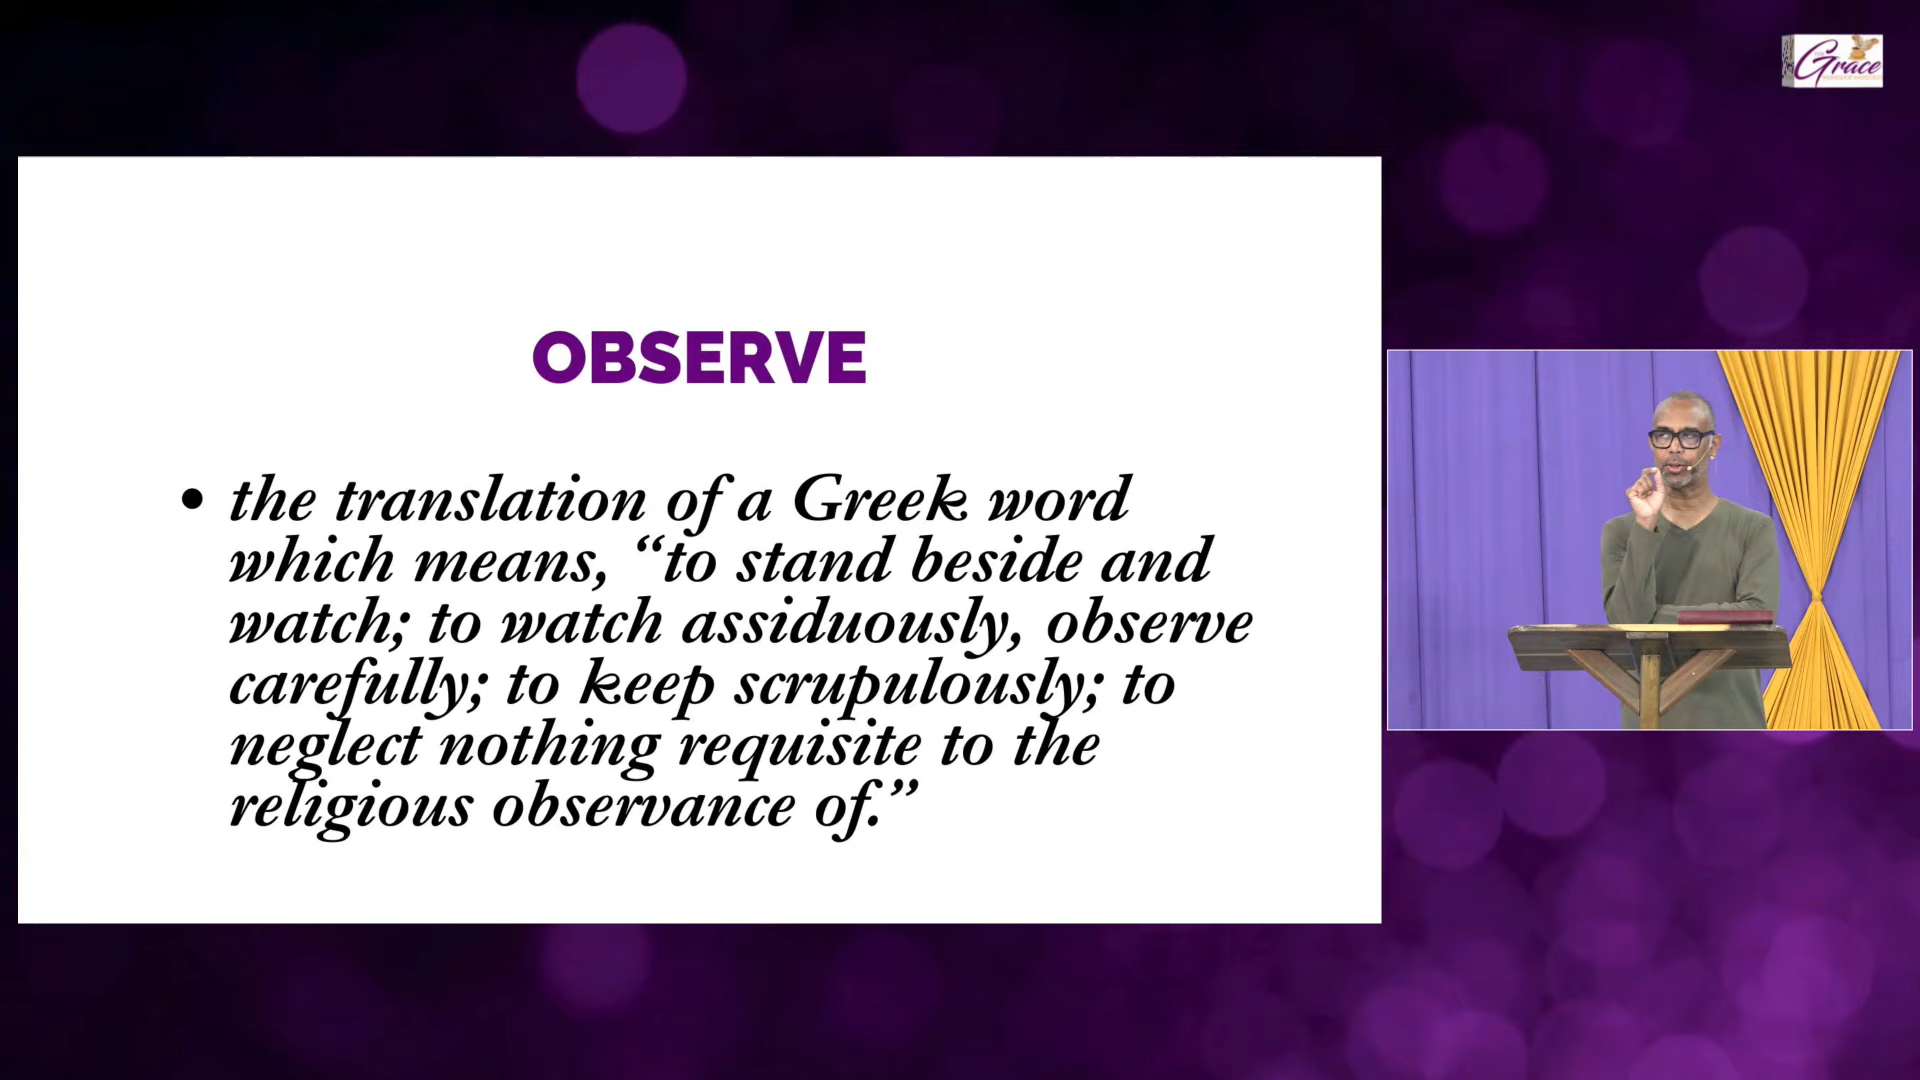 Grace
OBSERVE
• the translation of a Greek word
which means, “to stand beside and
watch; to watch assiduously, observe
carefully; to keep scrupulously; to
neglect nothing requisite to the
religious observance of.”